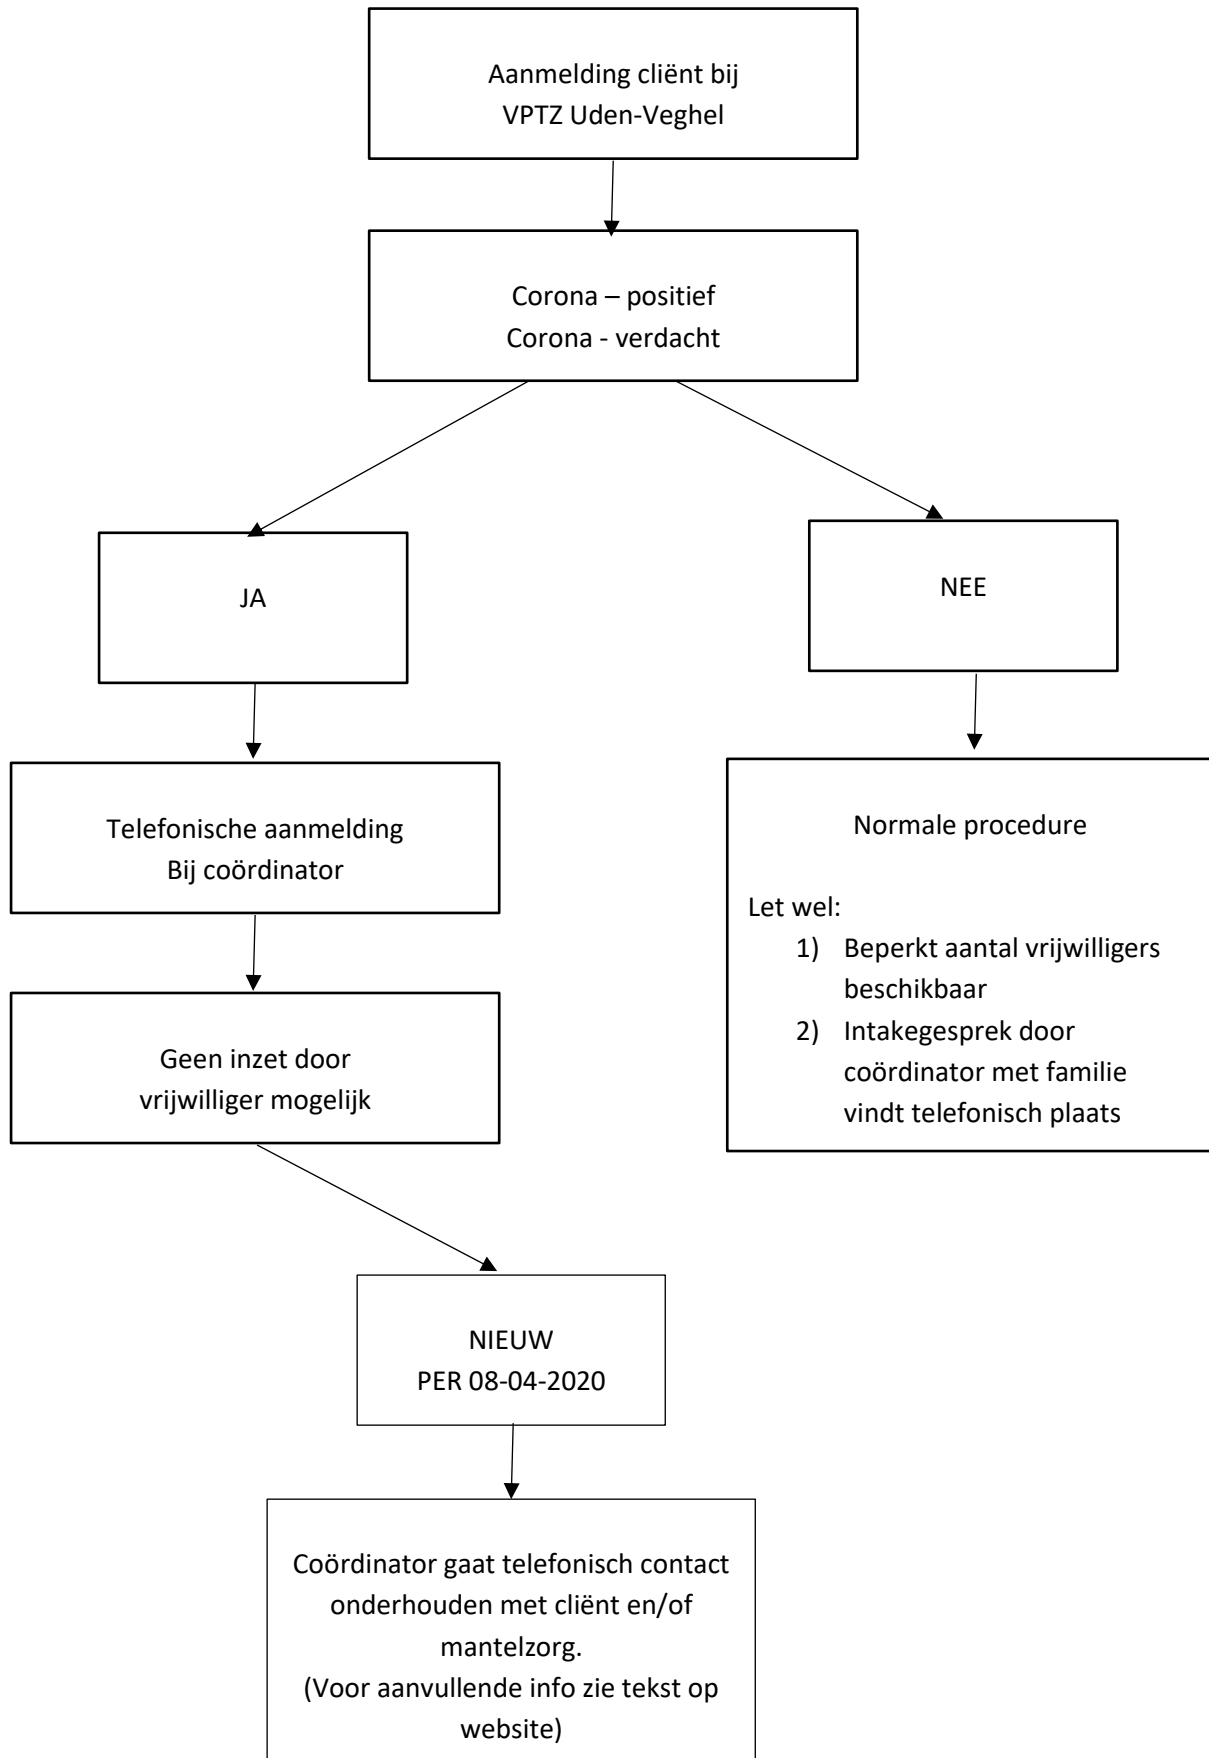 Aanmelding cliënt bij
VPTZ Uden-Veghel
Corona – positief
Corona - verdacht
JA
NEE
Telefonische aanmelding
Bij coördinator
Normale procedure
Let wel:
1) Beperkt aantal vrijwilligers
beschikbaar
2) Intakegesprek door
coördinator met familie
vindt telefonisch plaats
Geen inzet door
vrijwilliger mogelijk
NIEUW
PER 08-04-2020
Coördinator gaat telefonisch contact
onderhouden met cliënt en/of
mantelzorg.
(Voor aanvullende info zie tekst op
website)